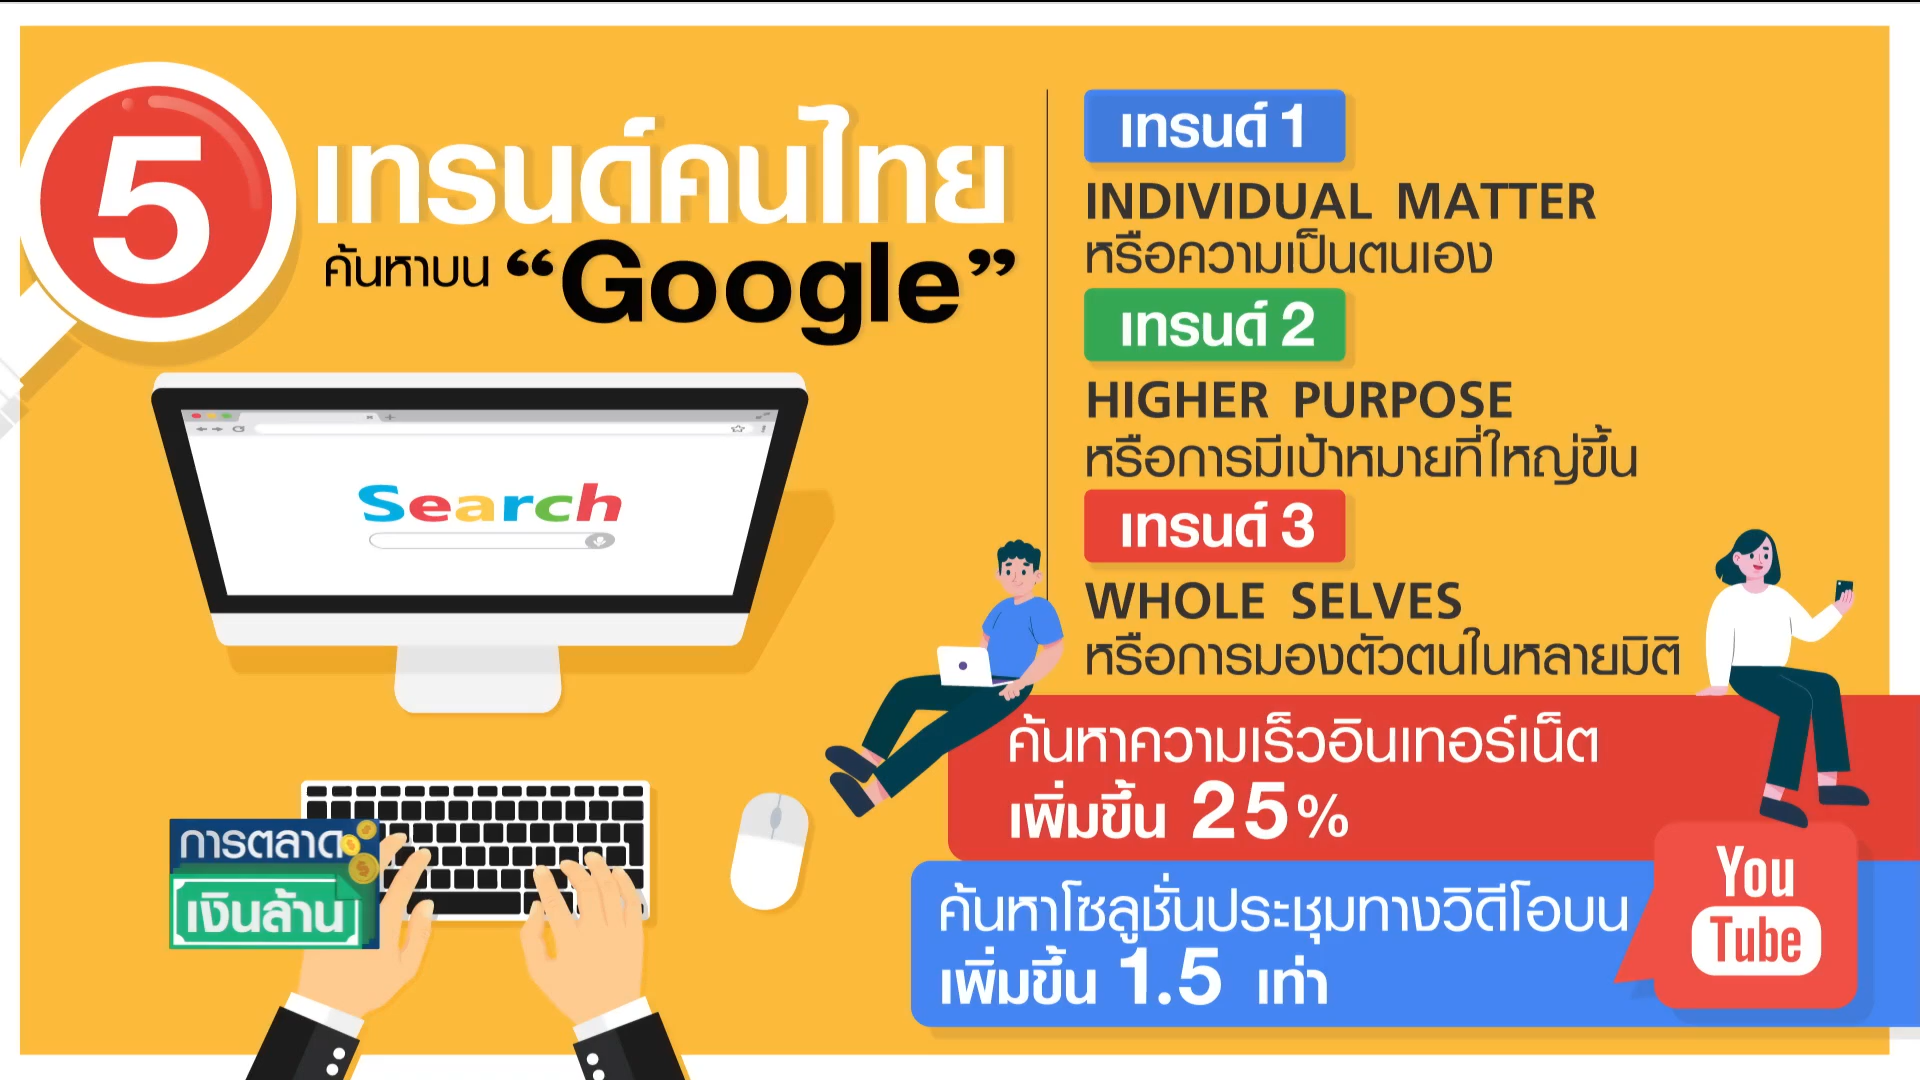 5
เทรนด์คนไทย
ค้นหาบน “Google”
Search
การตลาด
เงินล้าน
เทรนด์ 1
INDIVIDUAL MATTER
หรือความเป็นตนเอง
เทรนด์ 2
HIGHER PURPOSE
หรือการมีเป้าหมายที่ใหญ่ขึ้น
เทรนด์ 3
WHOLE SELVES
หรือการมองตัวตนในหลายมิติ
ค้นหาความเร็วอินเทอร์เน็ต
เพิ่มขึ้น 25%
ค้นหาโซลูชั่นประชุมทางวิดีโอบน
เพิ่มขึ้น 1.5 เท่า
You
Tube